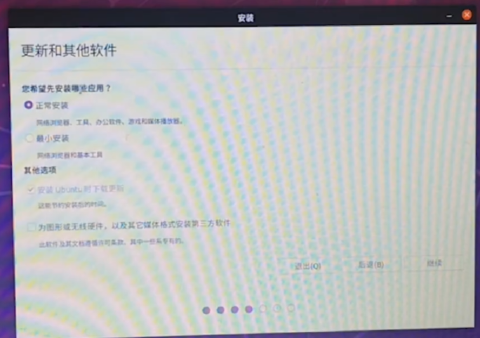 安装
更新和其他软件
您希望先安装哪些应用？
正常安装
网络浏览器、工具、办公软件、游戏和媒体播放器。
最小安装
网络浏览器和基本工具
其他选项
安装 Ubuntu 时下载更新
这能节约安装后的时间。
为图形或无线硬件，以及其它媒体格式安装第三方软件
此软件及其文档遵循许可条款。其中一些是专有的。
退出(Q)
后退(B)
继续